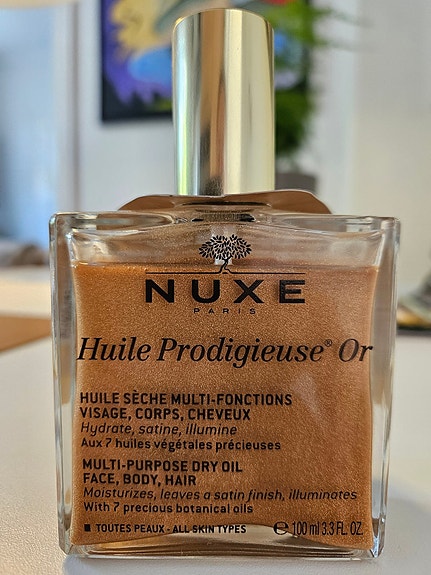 NUXE
PARIS
Huile Prodigieuse® Or
HUILE SÈCHE MULTI-FONCTIONS
VISAGE, CORPS, CHEVEUX
Hydrate, satine, illumine
Aux 7 huiles végétales précieuses
MULTI-PURPOSE DRY OIL
FACE, BODY, HAIR
Moisturizes, leaves a satin finish, illuminates
With 7 precious botanical oils
■ TOUTES PEAUX - ALL SKIN TYPES ℮ 100 ml 3.3 FL. OZ.